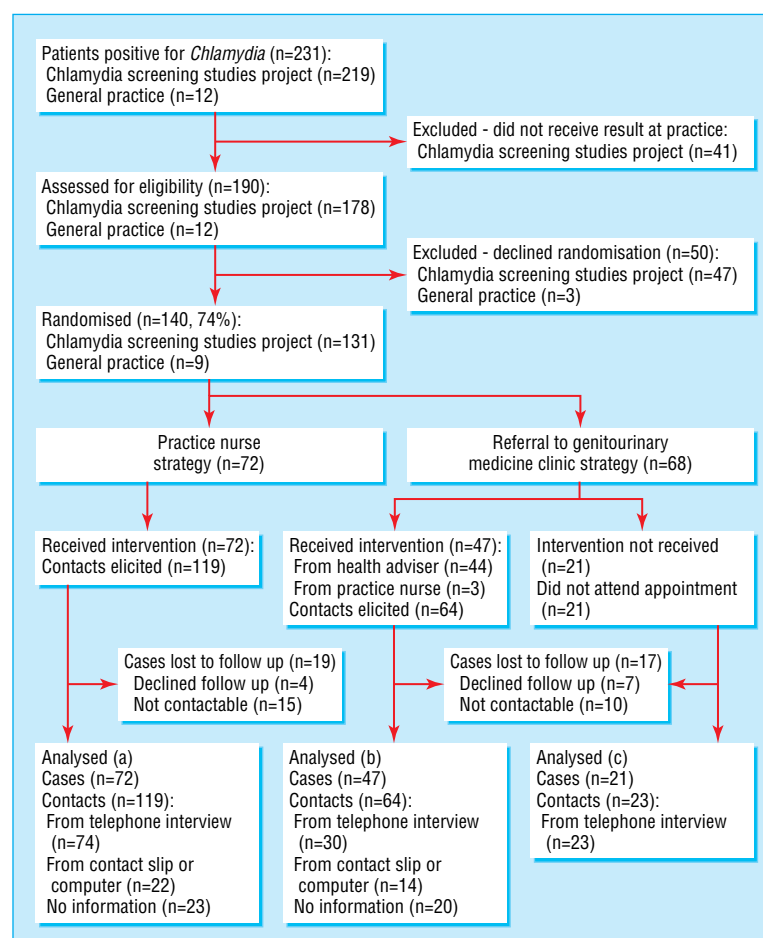 Patients positive for Chlamydia (n=231):
Chlamydia screening studies project (n=219)
General practice (n=12)
Excluded - did not receive result at practice:
Chlamydia screening studies project (n=41)
Assessed for eligibility (n=190):
Chlamydia screening studies project (n=178)
General practice (n=12)
Excluded - declined randomisation (n=50):
Chlamydia screening studies project (n=47)
General practice (n=3)
Randomised (n=140, 74%):
Chlamydia screening studies project (n=131)
General practice (n=9)
Practice nurse
strategy (n=72)
Referral to genitourinary
medicine clinic strategy (n=68)
Received intervention (n=72):
Contacts elicited (n=119)
Received intervention (n=47):
From health adviser (n=44)
From practice nurse (n=3)
Contacts elicited (n=64)
Intervention not received
(n=21)
Did not attend appointment
(n=21)
Cases lost to follow up (n=19)
Declined follow up (n=4)
Not contactable (n=15)
Cases lost to follow up (n=17)
Declined follow up (n=7)
Not contactable (n=10)
Analysed (a)
Cases (n=72)
Contacts (n=119):
From telephone interview
(n=74)
From contact slip or
computer (n=22)
No information (n=23)
Analysed (b)
Cases (n=47)
Contacts (n=64):
From telephone interview
(n=30)
From contact slip or
computer (n=14)
No information (n=20)
Analysed (c)
Cases (n=21)
Contacts (n=23):
From telephone interview
(n=23)